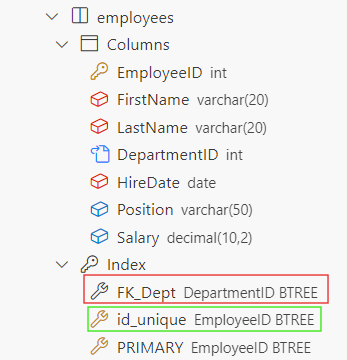 employees
Columns
EmployeeID int
FirstName varchar(20)
LastName varchar(20)
DepartmentID int
HireDate date
Position varchar(50)
Salary decimal(10,2)
Index
FK_Dept DepartmentID BTREE
id_unique EmployeeID BTREE
PRIMARY EmployeeID BTREE